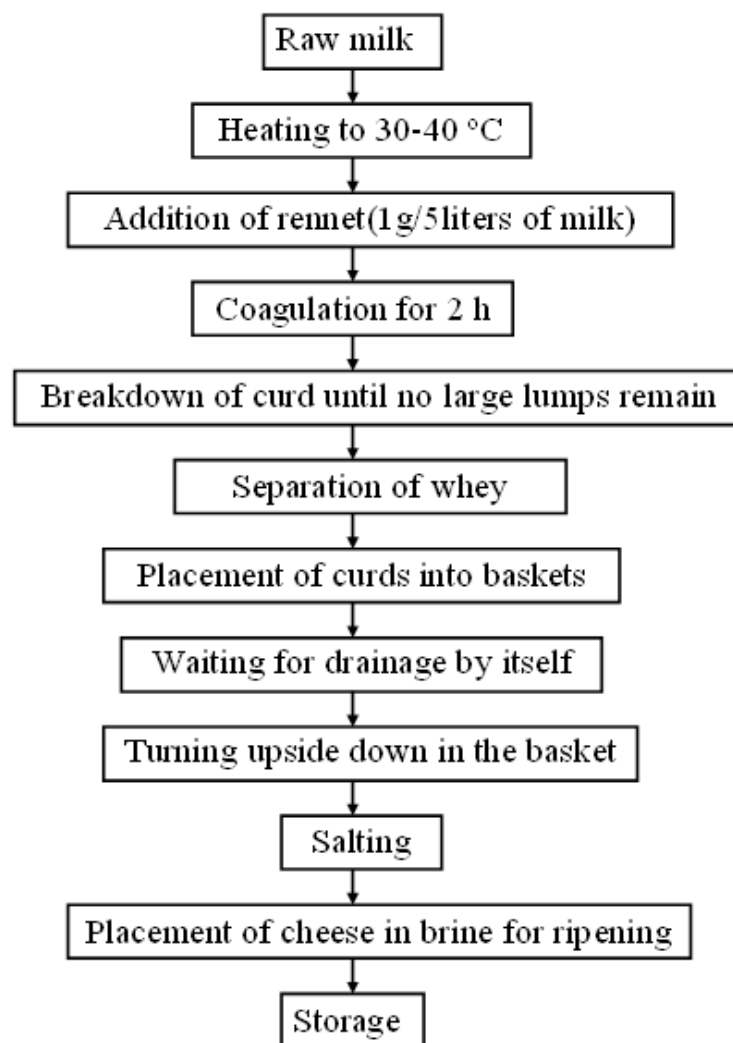 Raw milk
Heating to 30-40 °C
Addition of rennet(1g/5liters of milk)
Coagulation for 2 h
Breakdown of curd until no large lumps remain
Separation of whey
Placement of curds into baskets
Waiting for drainage by itself
Turning upside down in the basket
Salting
Placement of cheese in brine for ripening
Storage